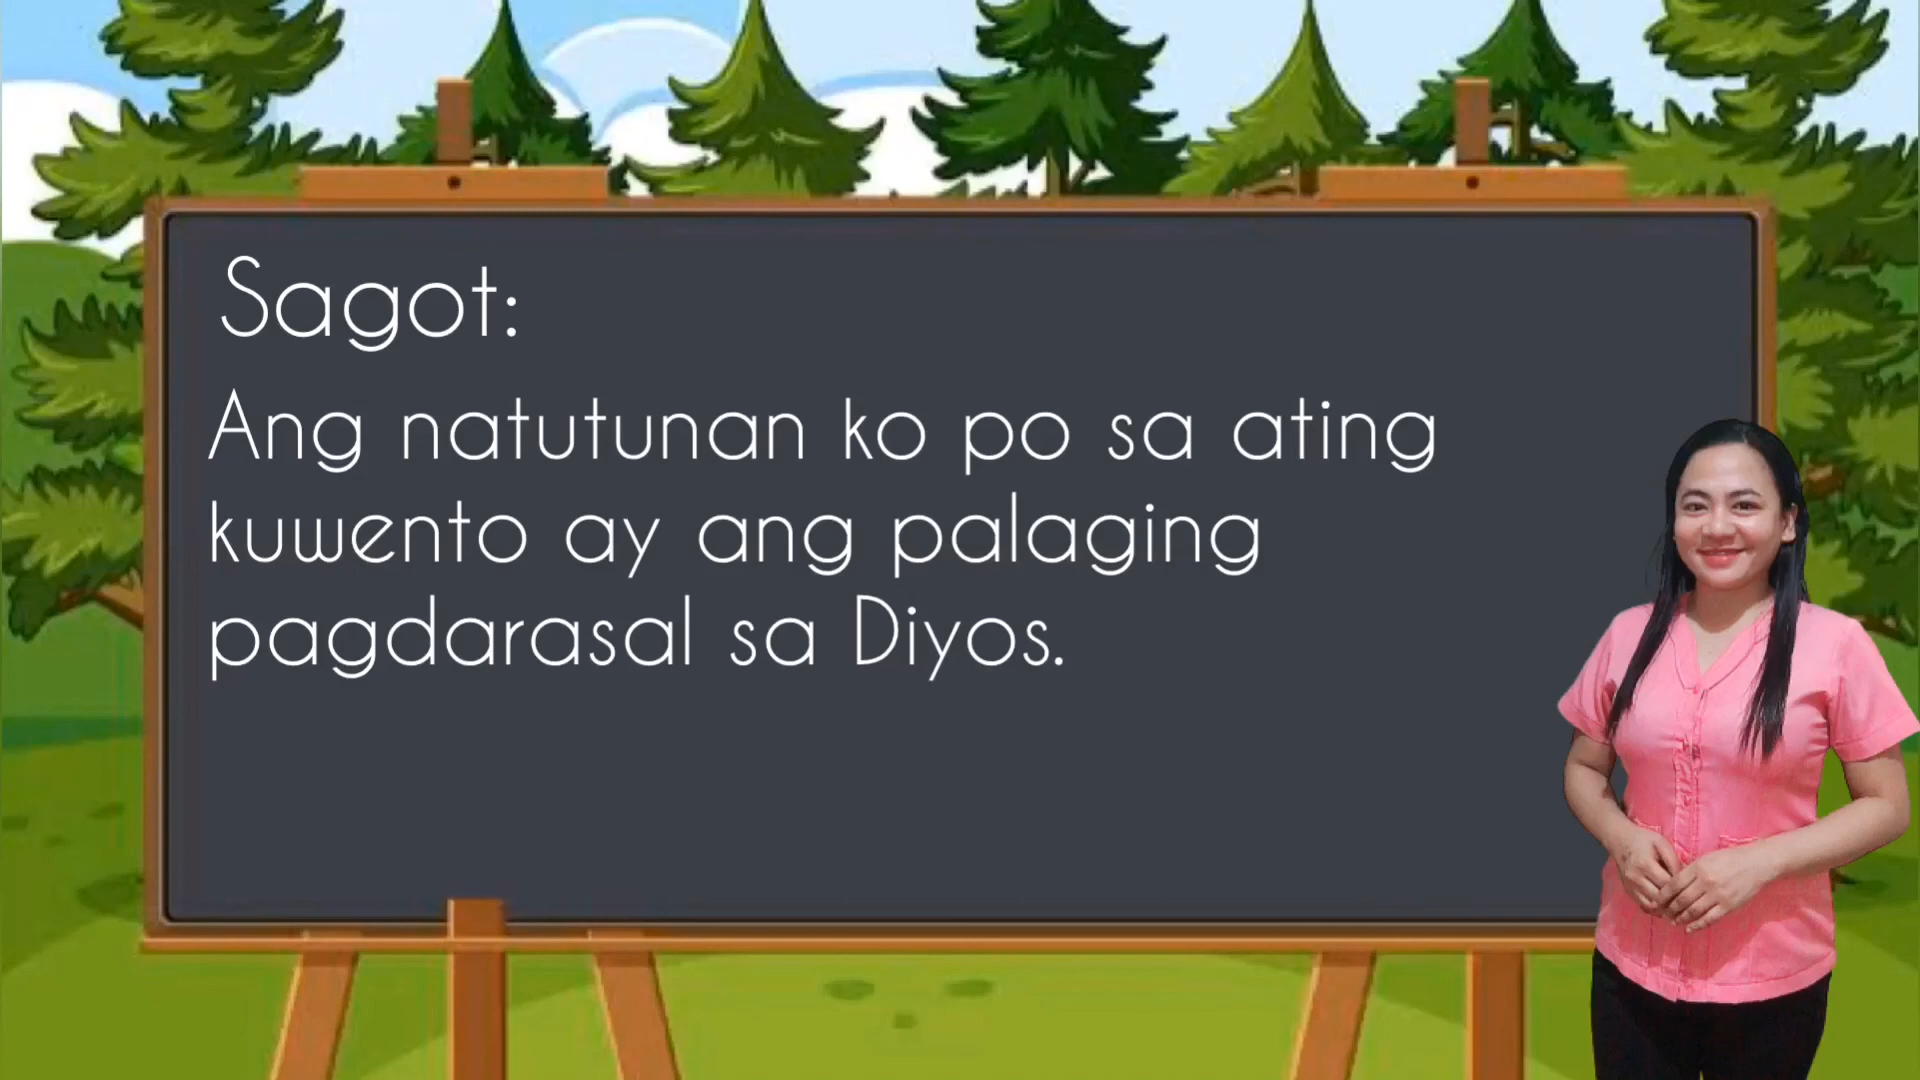 Sagot:
Ang natutunan ko po sa ating
kuwento ay ang palaging
pagdarasal sa Diyos.